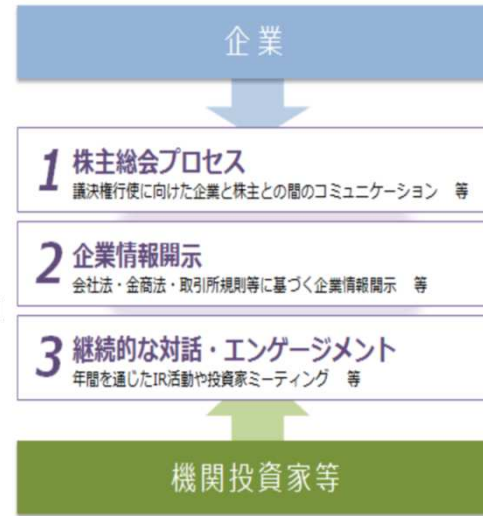 企業
1 株主総会プロセス
議決権行使に向けた企業と株主との間のコミュニケーション 等
2 企業情報開示
会社法・金商法・取引所規則等に基づく企業情報開示 等
3 継続的な対話・エンゲージメント
年間を通じたIR活動や投資家ミーティング 等
機関投資家等